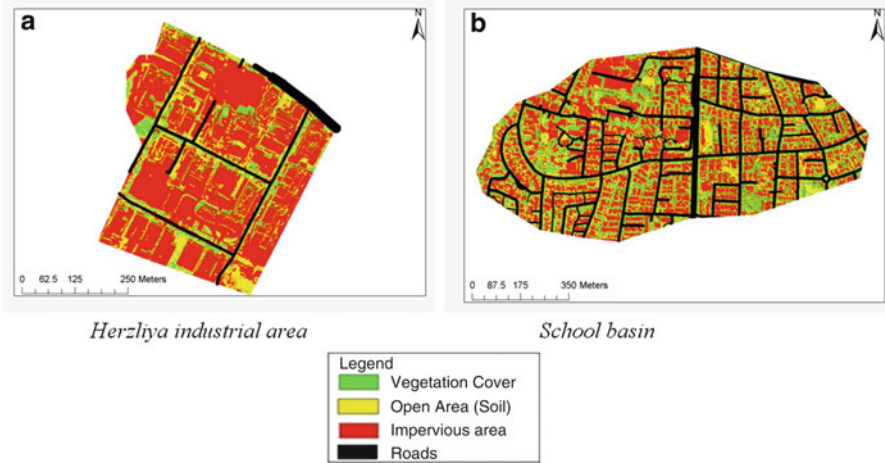 a
N
0 62.5 125 250 Meters
Herzliya industrial area
b
N
0 87.5 175 350 Meters
School basin
Legend
Vegetation Cover
Open Area (Soil)
Impervious area
Roads